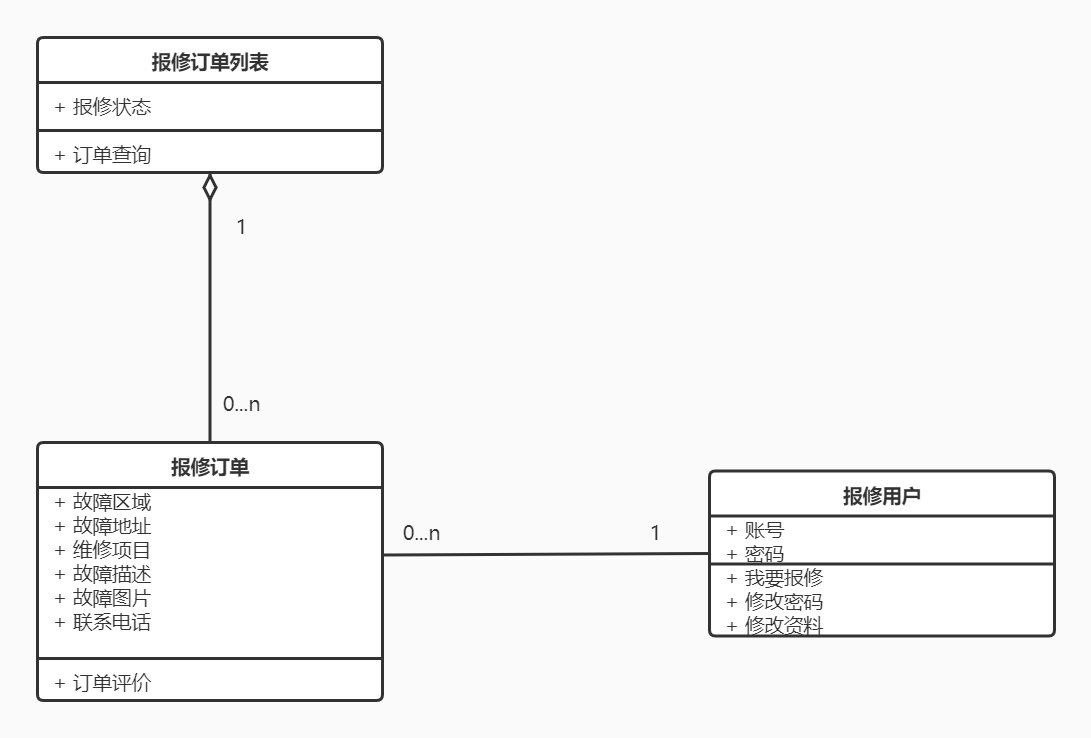 报修订单列表
+ 报修状态
+ 订单查询
1
0...n
报修订单
+ 故障区域
+ 故障地址
+ 维修项目
+ 故障描述
+ 故障图片
+ 联系电话
+ 订单评价
0...n
1
报修用户
+ 账号
+ 密码
+ 我要报修
+ 修改密码
+ 修改资料